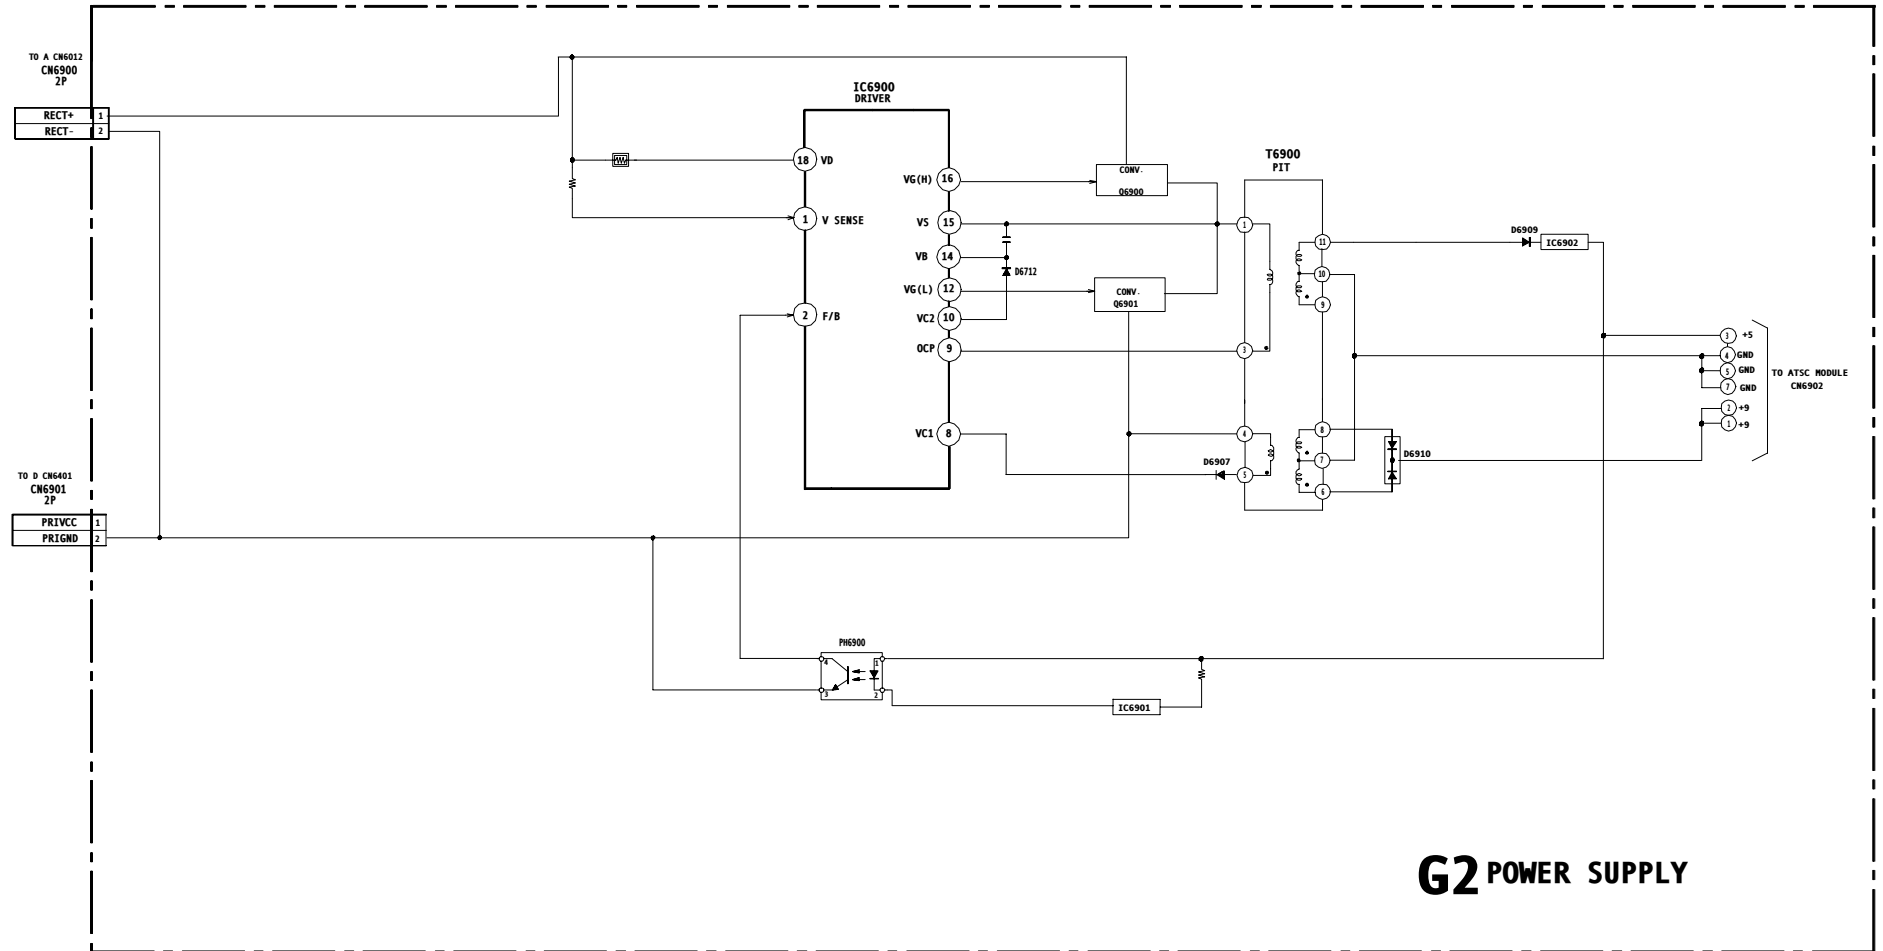 TO A CN6012
CN6900
2P
RECT+ 1
RECT- 2
IC6900
DRIVER
18 VD
1 V SENSE
2 F/B
VG(H) 16
VS 15
VB 14
VG(L) 12
VC2 10
OCP 9
VC1 8
D6712
CONV.
Q6900
CONV.
Q6901
T6900
PIT
1
3
4
5
11
10
9
8
7
6
D6907
D6909
IC6902
D6910
3 +5
4 GND
5 GND
7 GND
2 +9
1 +9
TO ATSC MODULE
CN6902
TO D CN6401
CN6901
2P
PRIVCC 1
PRIGND 2
PH6900
4 1
3 2
IC6901
G2 POWER SUPPLY